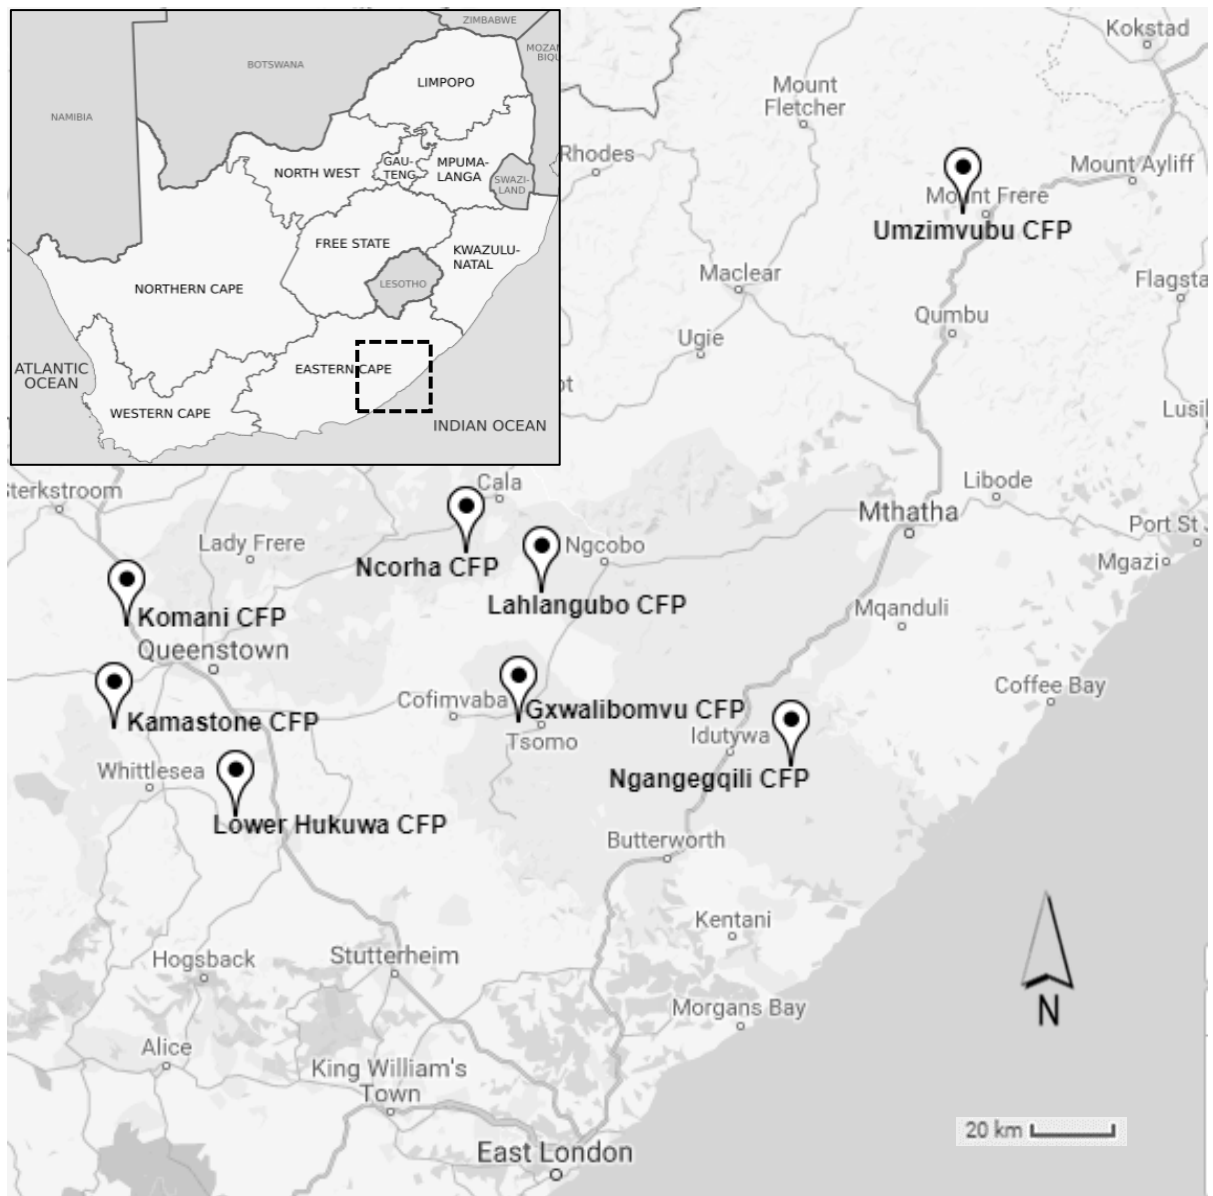 ZIMBABWE
BOTSWANA
LIMPOPO
NAMIBIA
NORTH WEST
GAU-
TENG
MPUMA-
LANGA
SWAZI-
LAND
FREE STATE
KWAZULU-
NATAL
LESOTHO
NORTHERN CAPE
EASTERN CAPE
ATLANTIC
OCEAN
WESTERN CAPE
INDIAN OCEAN
Kokstad
Mount
Fletcher
Rhodes
Mount Ayliff
Mount Frere
Umzimvubu CFP
Maclear
Flagsta
Qumbu
Ugie
Lusi
Cala
Libode
sterkstroom
Mthatha
Port St J
Lady Frere
Ngcobo
Ncorha CFP
Mgazi
Lahlangubo CFP
Komani CFP
Mqanduli
Queenstown
Coffee Bay
Cofimvaba
Gxwalibomvu CFP
Kamastone CFP
Tsomo
Idutywa
Whittlesea
Ngangegqili CFP
Lower Hukuwa CFP
Butterworth
Kentani
Hogsback
Stutterheim
Morgans Bay
N
Alice
King William's
Town
20 km
East London